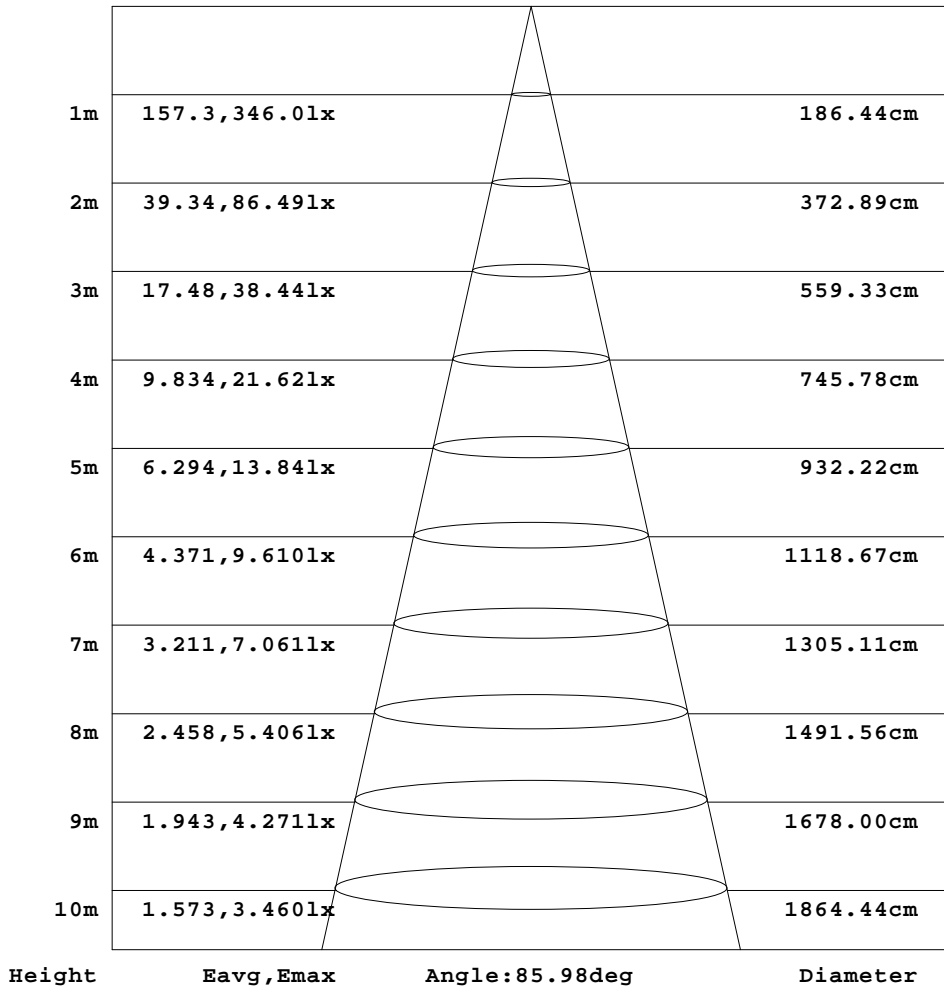 1m 157.3,346.0lx 186.44cm
2m 39.34,86.49lx 372.89cm
3m 17.48,38.44lx 559.33cm
4m 9.834,21.62lx 745.78cm
5m 6.294,13.84lx 932.22cm
6m 4.371,9.610lx 1118.67cm
7m 3.211,7.061lx 1305.11cm
8m 2.458,5.406lx 1491.56cm
9m 1.943,4.271lx 1678.00cm
10m 1.573,3.460lx 1864.44cm
Height Eavg,Emax Angle:85.98deg Diameter